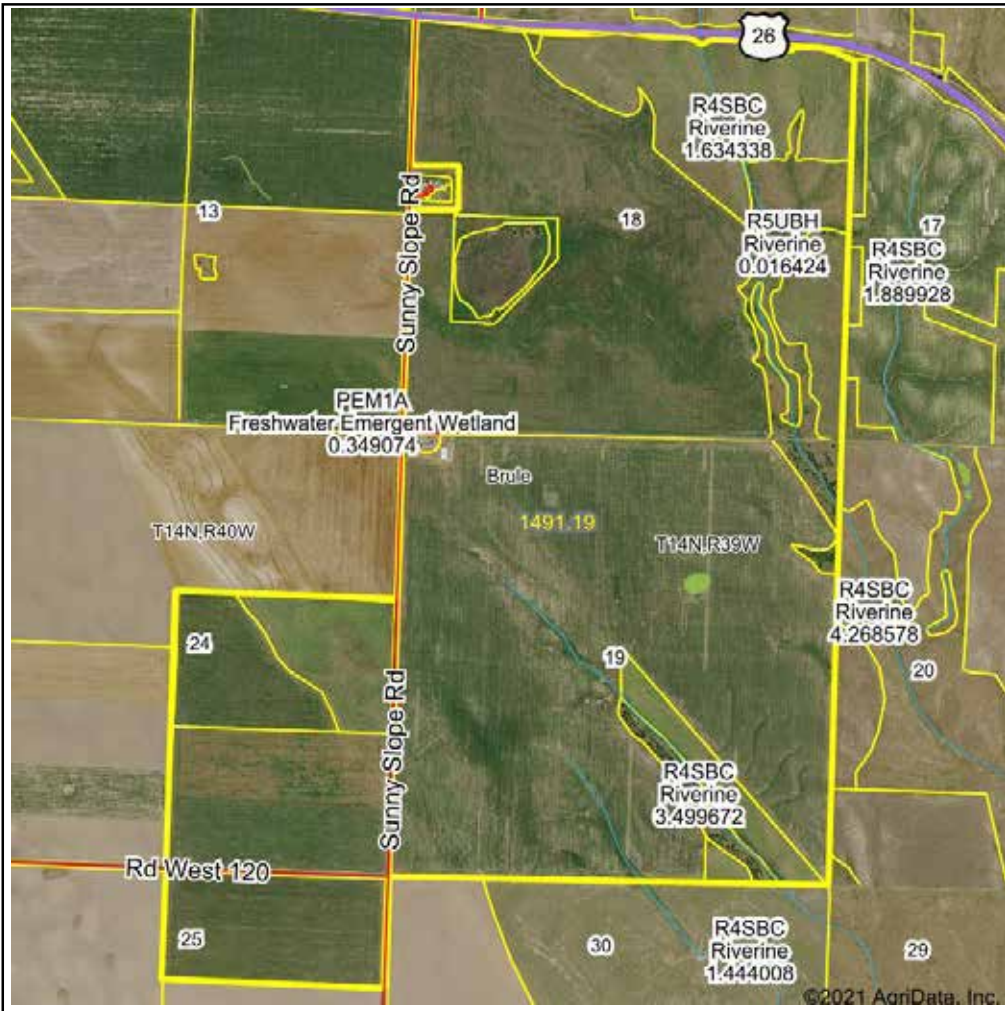 26
R4SBC
Riverine
1.634338
13
18
R5UBH
Riverine
0.016424
17
R4SBC
Riverine
1.889928
Sunny Slope Rd
PEM1A
Freshwater Emergent Wetland
0.349074
Brule
1491.19
T14N,R40W
T14N,R39W
R4SBC
Riverine
4.268578
24
19
20
Sunny Slope Rd
R4SBC
Riverine
3.499672
Rd West 120
25
30
R4SBC
Riverine
1.444008
29
©2021 AgriData, Inc.